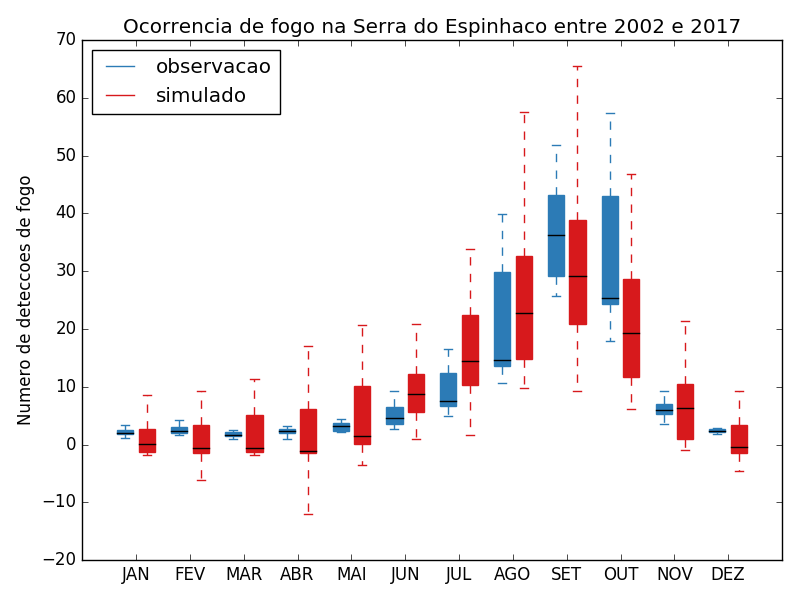 Ocorrencia de fogo na Serra do Espinhaco entre 2002 e 2017
observacao
simulado
Numero de deteccoes de fogo
70
60
50
40
30
20
10
0
−10
−20
JAN FEV MAR ABR MAI JUN JUL AGO SET OUT NOV DEZ